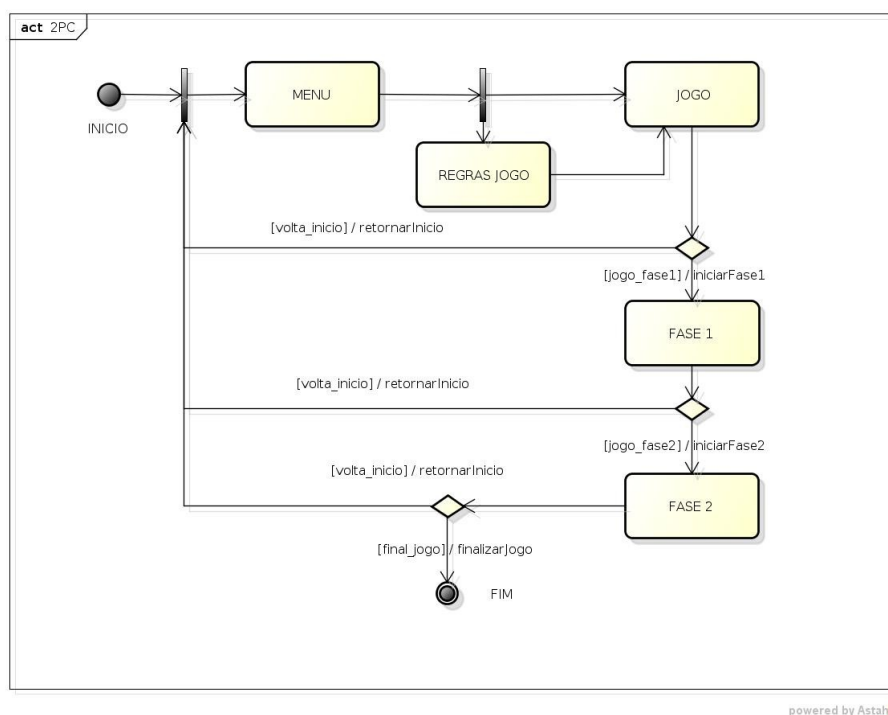 act 2PC
MENU
JOGO
INICIO
REGRAS JOGO
[volta_inicio] / retornarInicio
[jogo_fase1] / iniciarFase1
FASE 1
[volta_inicio] / retornarInicio
[jogo_fase2] / iniciarFase2
[volta_inicio] / retornarInicio
FASE 2
[final_jogo] / finalizarJogo
FIM
powered by Astah